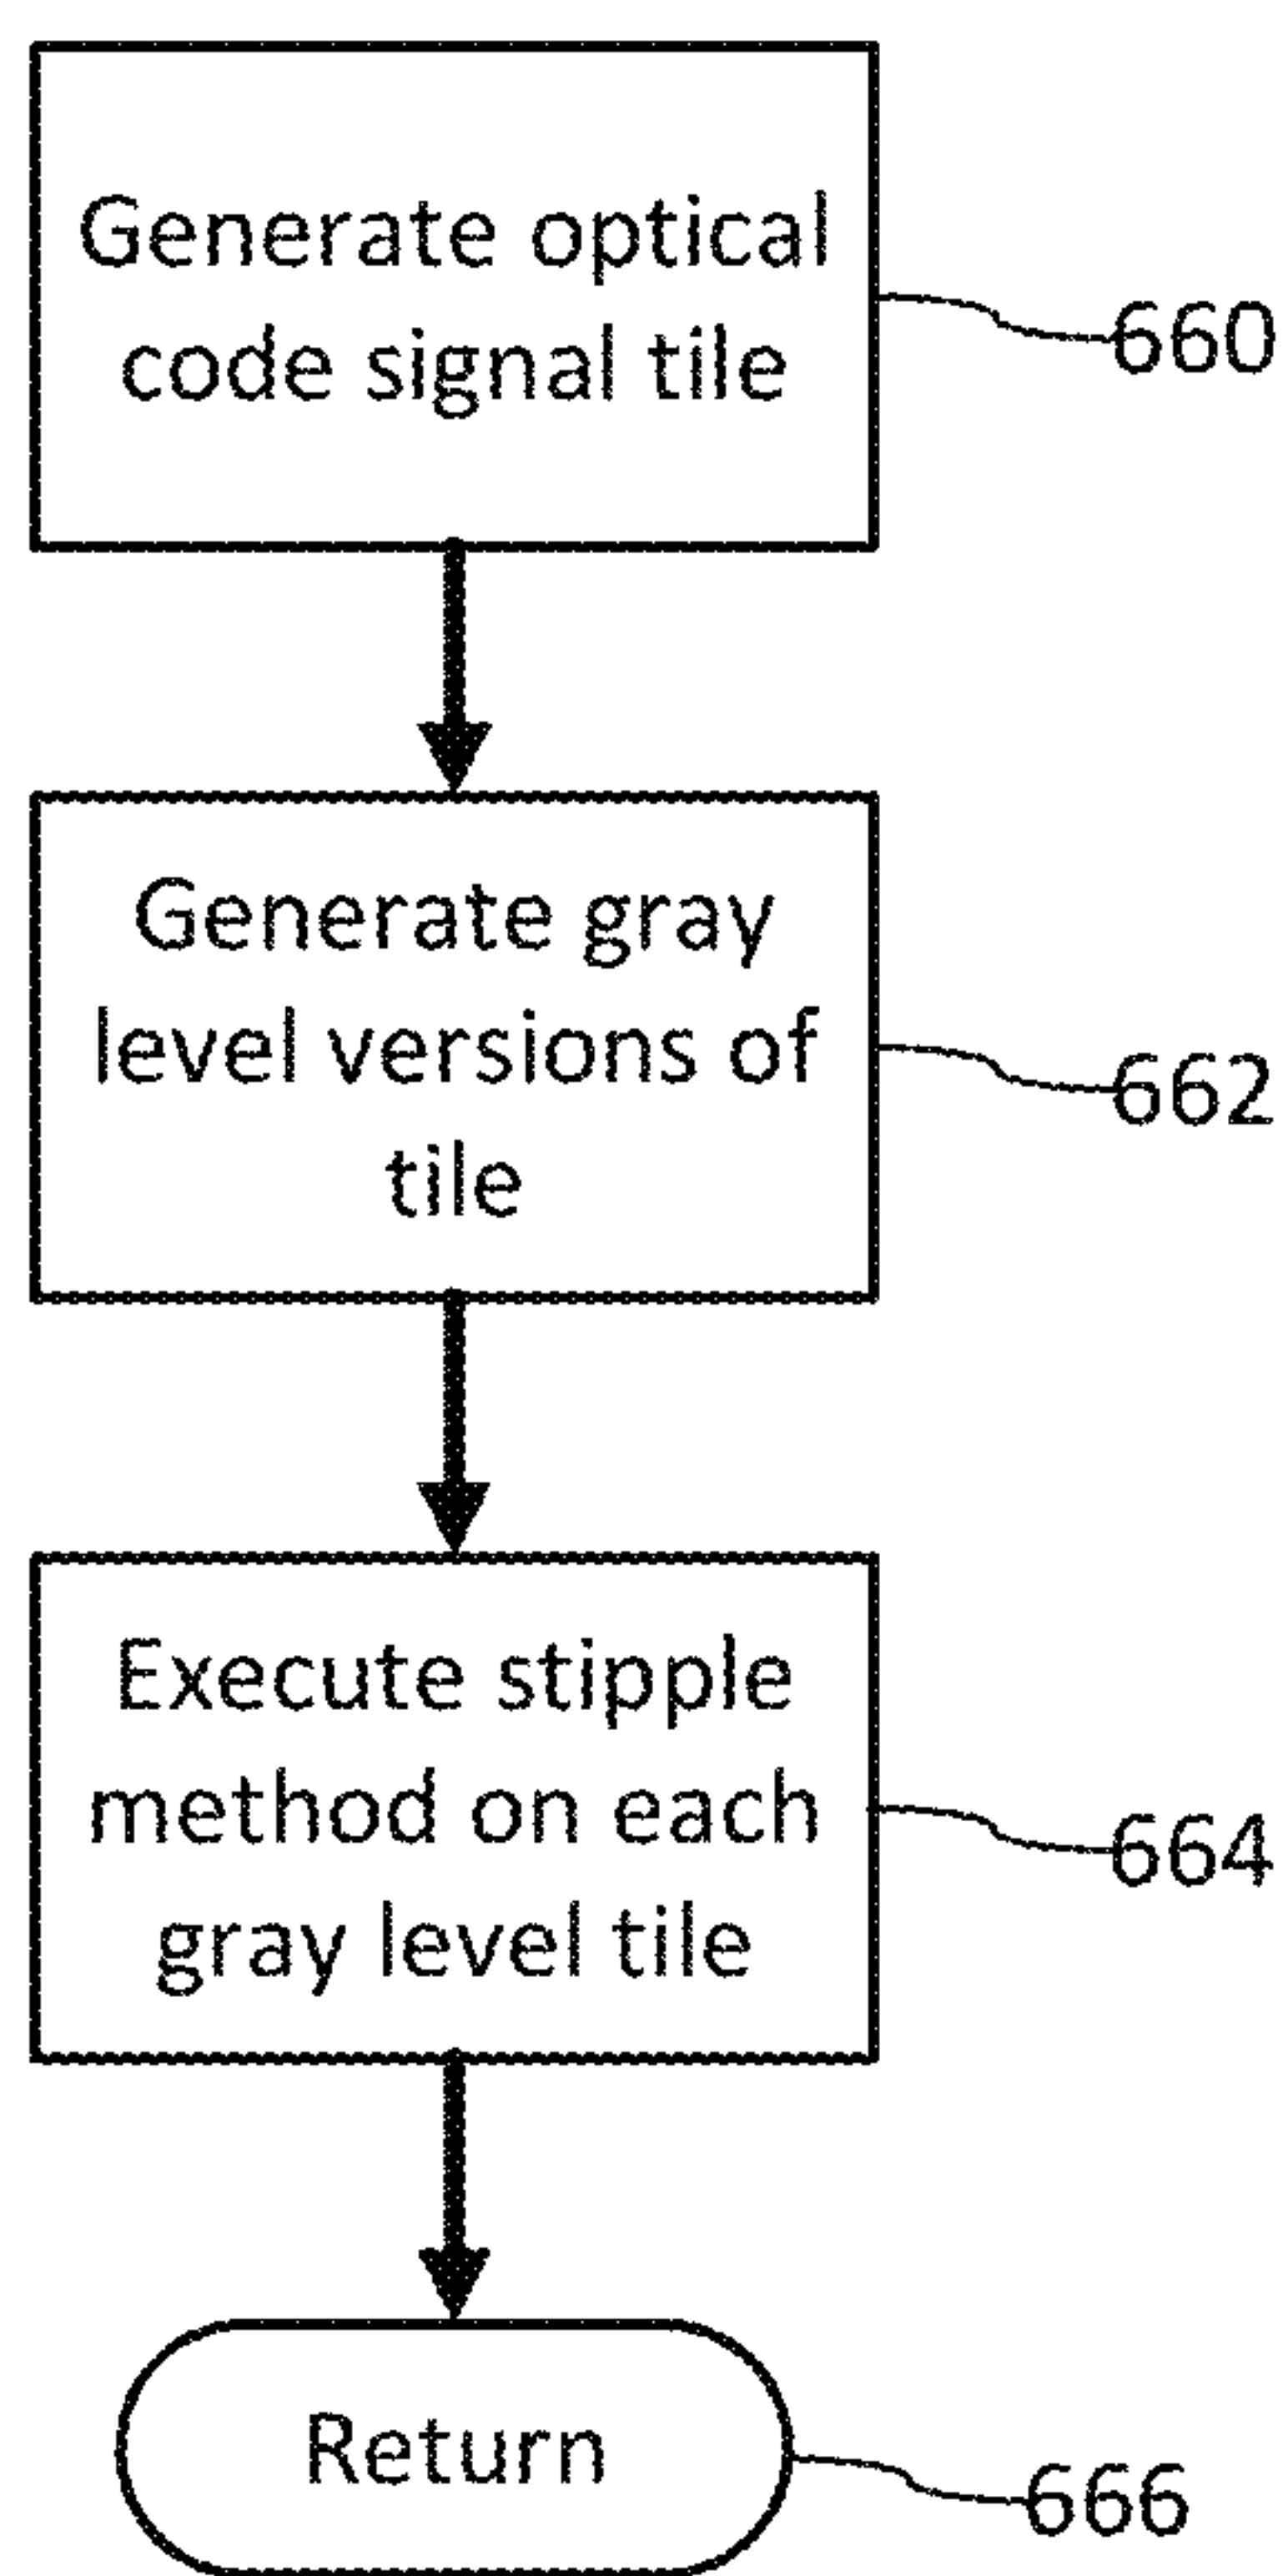 Generate optical
code signal tile
660
Generate gray
level versions of
tile
662
Execute stipple
method on each
gray level tile
664
Return
666